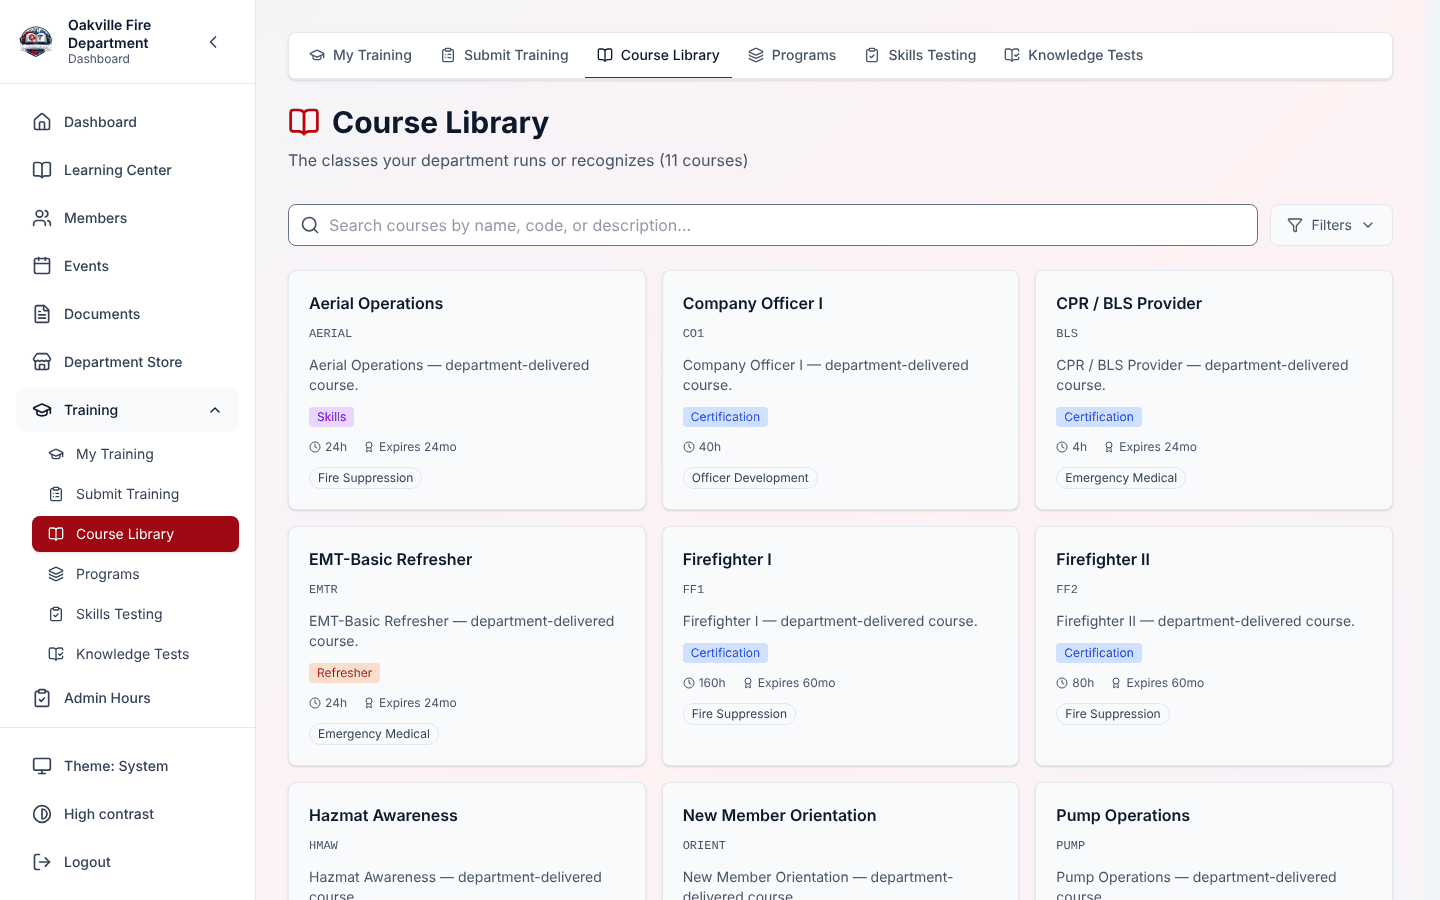 Oakville Fire
Department
Dashboard
Dashboard
Learning Center
Members
Events
Documents
Department Store
Training
My Training
Submit Training
Course Library
Programs
Skills Testing
Knowledge Tests
Admin Hours
Theme: System
High contrast
Logout
My Training
Submit Training
Course Library
Programs
Skills Testing
Knowledge Tests
Course Library
The classes your department runs or recognizes (11 courses)
Search courses by name, code, or description...
Filters
Aerial Operations
AERIAL
Aerial Operations — department-delivered
course.
Skills
24h Expires 24mo
Fire Suppression
Company Officer I
CO1
Company Officer I — department-delivered
course.
Certification
40h
Officer Development
CPR / BLS Provider
BLS
CPR / BLS Provider — department-delivered
course.
Certification
4h Expires 24mo
Emergency Medical
EMT-Basic Refresher
EMTR
EMT-Basic Refresher — department-delivered
course.
Refresher
24h Expires 24mo
Emergency Medical
Firefighter I
FF1
Firefighter I — department-delivered course.
Certification
160h Expires 60mo
Fire Suppression
Firefighter II
FF2
Firefighter II — department-delivered course.
Certification
80h Expires 60mo
Fire Suppression
Hazmat Awareness
HMAW
Hazmat Awareness — department-delivered
course.
New Member Orientation
ORIENT
New Member Orientation — department-
delivered course.
Pump Operations
PUMP
Pump Operations — department-delivered
course.